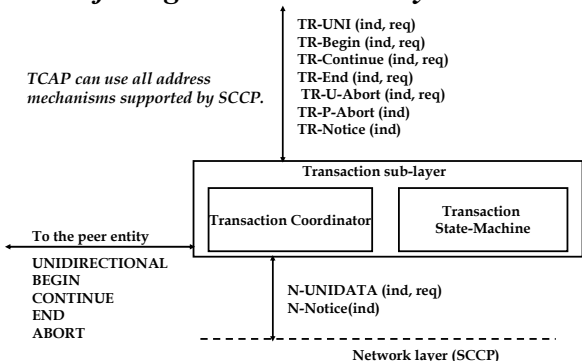 TR-UNI (ind, req)
TR-Begin (ind, req)
TR-Continue (ind, req)
TR-End (ind, req)
TR-U-Abort (ind, req)
TR-P-Abort (ind)
TR-Notice (ind)
TCAP can use all address
mechanisms supported by SCCP.
Transaction sub-layer
Transaction Coordinator
Transaction
State-Machine
To the peer entity
UNIDIRECTIONAL
BEGIN
CONTINUE
END
ABORT
N-UNIDATA (ind, req)
N-Notice(ind)
Network layer (SCCP)